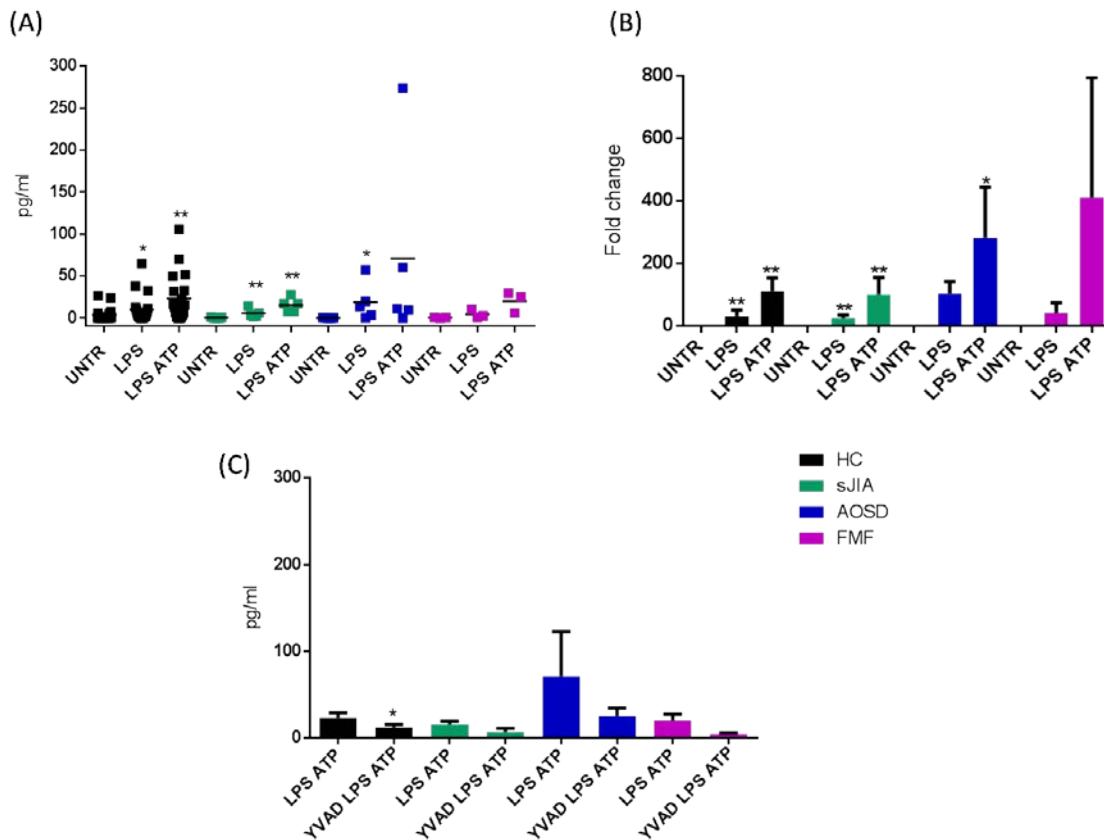 (A)
300
250
200
150
100
50
0
pg/ml
*
**
**
**
*
UNTR
LPS
LPS ATP
UNTR
LPS
LPS ATP
UNTR
LPS
LPS ATP
UNTR
LPS
LPS ATP
(B)
800
600
400
200
0
Fold change
**
**
**
**
*
UNTR
LPS
LPS ATP
UNTR
LPS
LPS ATP
UNTR
LPS
LPS ATP
UNTR
LPS
LPS ATP
(C)
300
200
100
0
pg/ml
*
LPS ATP
YVAD LPS ATP
LPS ATP
YVAD LPS ATP
LPS ATP
YVAD LPS ATP
LPS ATP
YVAD LPS ATP
HC
sJIA
AOSD
FMF